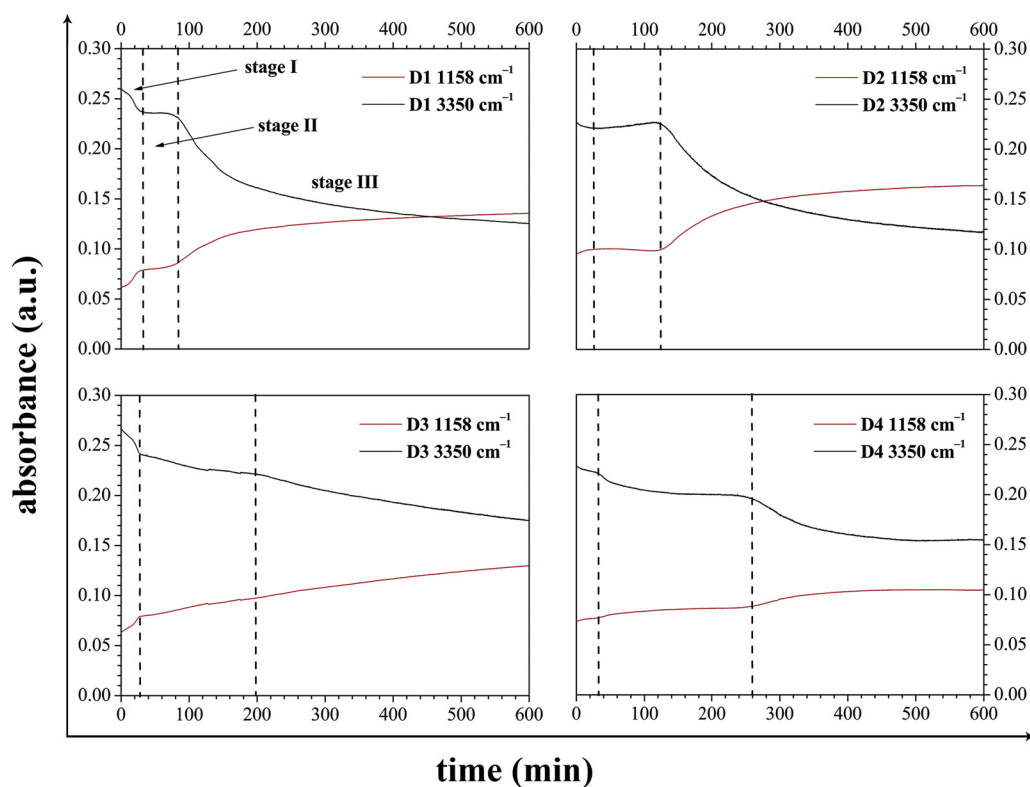 0 100 200 300 400 500 600
0 100 200 300 400 500 600
0.30
0.25
0.20
0.15
0.10
0.05
0.00
stage I
stage II
stage III
D1 1158 cm⁻¹
D1 3350 cm⁻¹
D2 1158 cm⁻¹
D2 3350 cm⁻¹
0.30
0.25
0.20
0.15
0.10
0.05
0.00
0.30
0.25
0.20
0.15
0.10
0.05
0.00
D3 1158 cm⁻¹
D3 3350 cm⁻¹
D4 1158 cm⁻¹
D4 3350 cm⁻¹
0.30
0.25
0.20
0.15
0.10
0.05
0.00
0 100 200 300 400 500 600
0 100 200 300 400 500 600
absorbance (a.u.)
time (min)